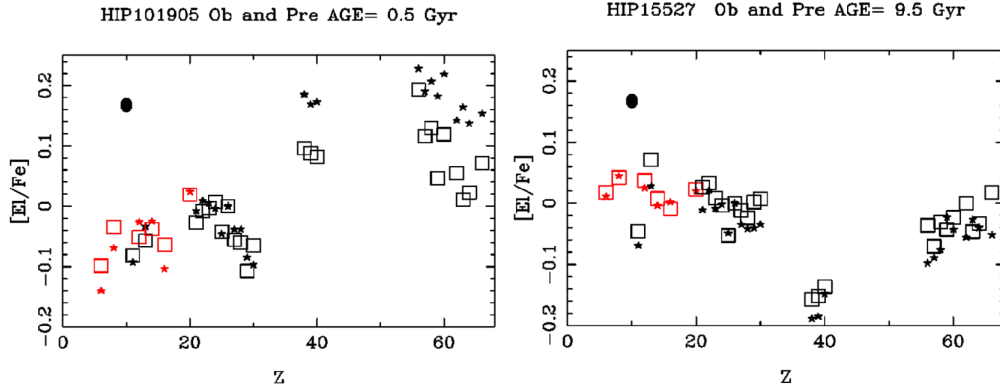 HIP101905 Ob and Pre AGE= 0.5 Gyr
[El/Fe]
0.2
0.1
0
-0.1
-0.2
0 20 40 60
Z
HIP15527 Ob and Pre AGE= 9.5 Gyr
[El/Fe]
0.2
0.1
0
-0.1
-0.2
0 20 40 60
Z